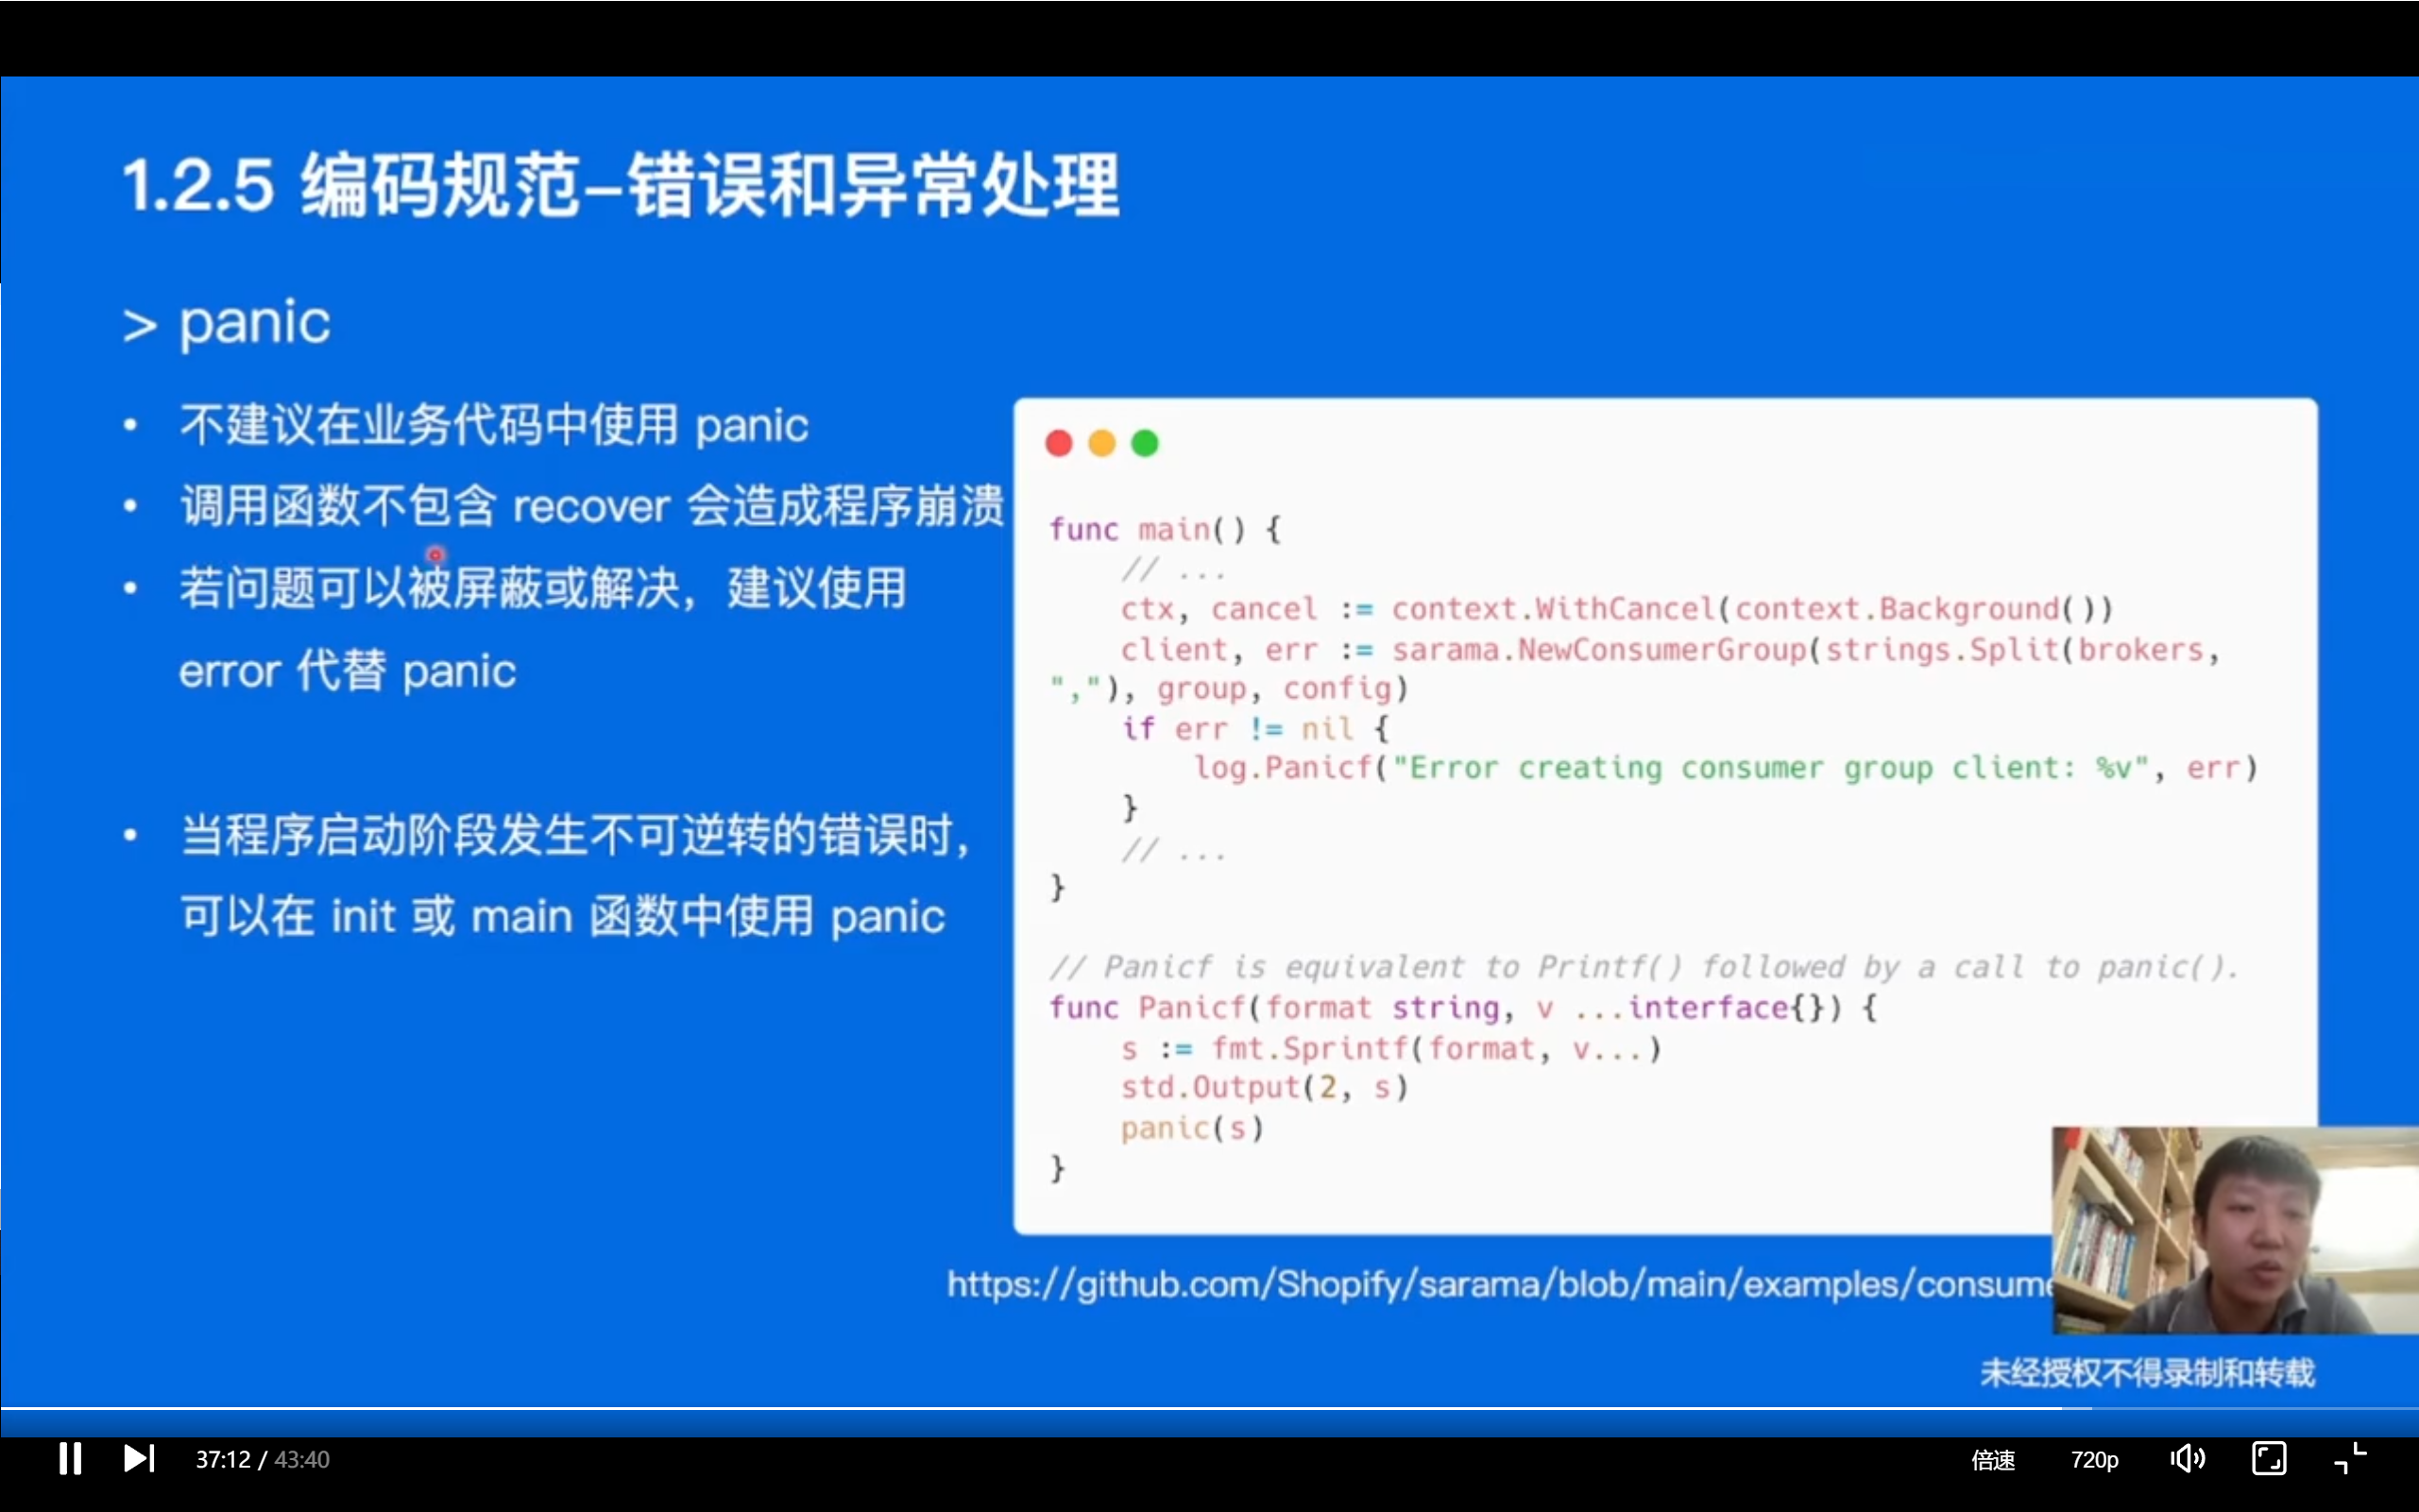 1.2.5 编码规范–错误和异常处理
> panic
• 不建议在业务代码中使用 panic
• 调用函数不包含 recover 会造成程序崩溃
• 若问题可以被屏蔽或解决，建议使用
error 代替 panic
• 当程序启动阶段发生不可逆转的错误时，
可以在 init 或 main 函数中使用 panic
func main() {
    // ...
    ctx, cancel := context.WithCancel(context.Background())
    client, err := sarama.NewConsumerGroup(strings.Split(brokers,
","), group, config)
    if err != nil {
        log.Panicf("Error creating consumer group client: %v", err)
    }
    // ...
}
// Panicf is equivalent to Printf() followed by a call to panic().
func Panicf(format string, v ...interface{}) {
    s := fmt.Sprintf(format, v...)
    std.Output(2, s)
    panic(s)
}
https://github.com/Shopify/sarama/blob/main/examples/consume
未经授权不得录制和转载
37:12 / 43:40
倍速
720p